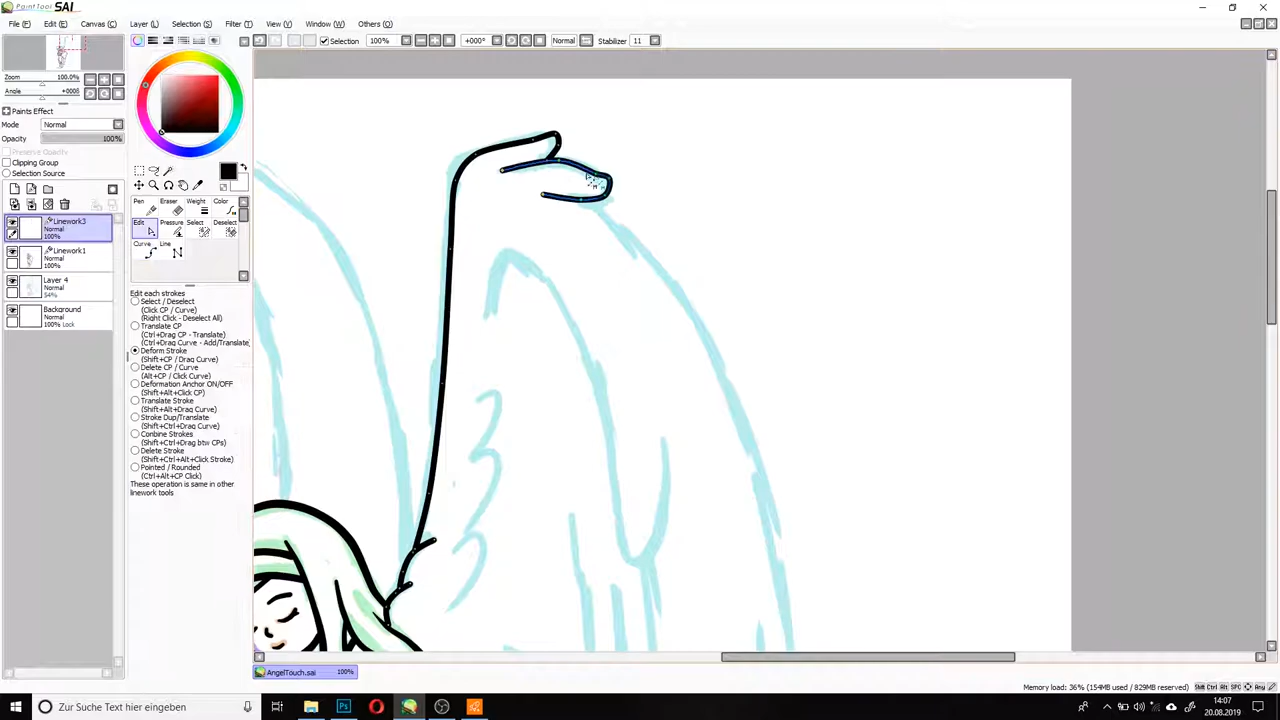 PaintTool SAI
File (F) Edit (E) Canvas (C) Layer (L) Selection (S) Filter (T) View (V) Window (W) Others (O)
Selection 100% +000° Normal Stabilizer 11
Zoom 100.0%
Angle +000θ
Paints Effect
Mode Normal
Opacity 100%
Preserve Opacity
Clipping Group
Selection Source
Linework3
Normal
100%
Linework1
Normal
100%
Layer 4
Normal
54%
Background
Normal
100% Lock
Pen Eraser Weight Color
Edit Pressure Select Deselect
Curve Line
Edit each strokes
Select / Deselect
(Click CP / Curve)
(Right Click - Deselect All)
Translate CP
(Ctrl+Drag CP - Translate)
(Ctrl+Drag Curve - Add/Translate)
Deform Stroke
(Shift+CP / Drag Curve)
Delete CP / Curve
(Alt+CP / Click Curve)
Deformation Anchor ON/OFF
(Shift+Alt+Click CP)
Translate Stroke
(Shift+Alt+Drag Curve)
Stroke Dup/Translate
(Shift+Ctrl+Drag Curve)
Combine Strokes
(Shift+Ctrl+Drag btw CPs)
Delete Stroke
(Shift+Ctrl+Alt+Click Stroke)
Pointed / Rounded
(Ctrl+Alt+CP Click)
These operation is same in other
linework tools
AngelTouch.sai 100%
Memory load: 36% (154MB used / 829MB reserved) Shft Ctrl Alt SPC Any
Zur Suche Text hier eingeben
Ps
14:07
20.08.2019